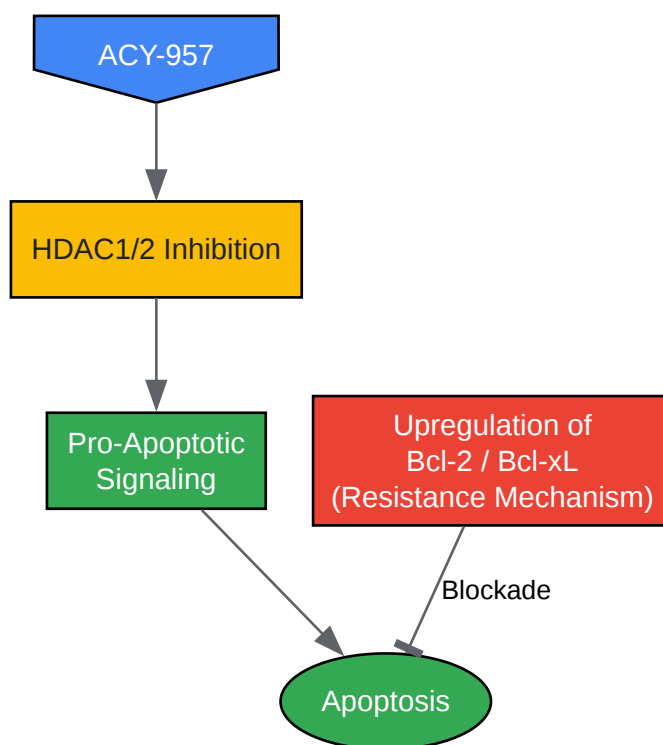 ACY-957
HDAC1/2 Inhibition
Pro-Apoptotic
Signaling
Upregulation of
Bcl-2 / Bcl-xL
(Resistance Mechanism)
Blockade
Apoptosis